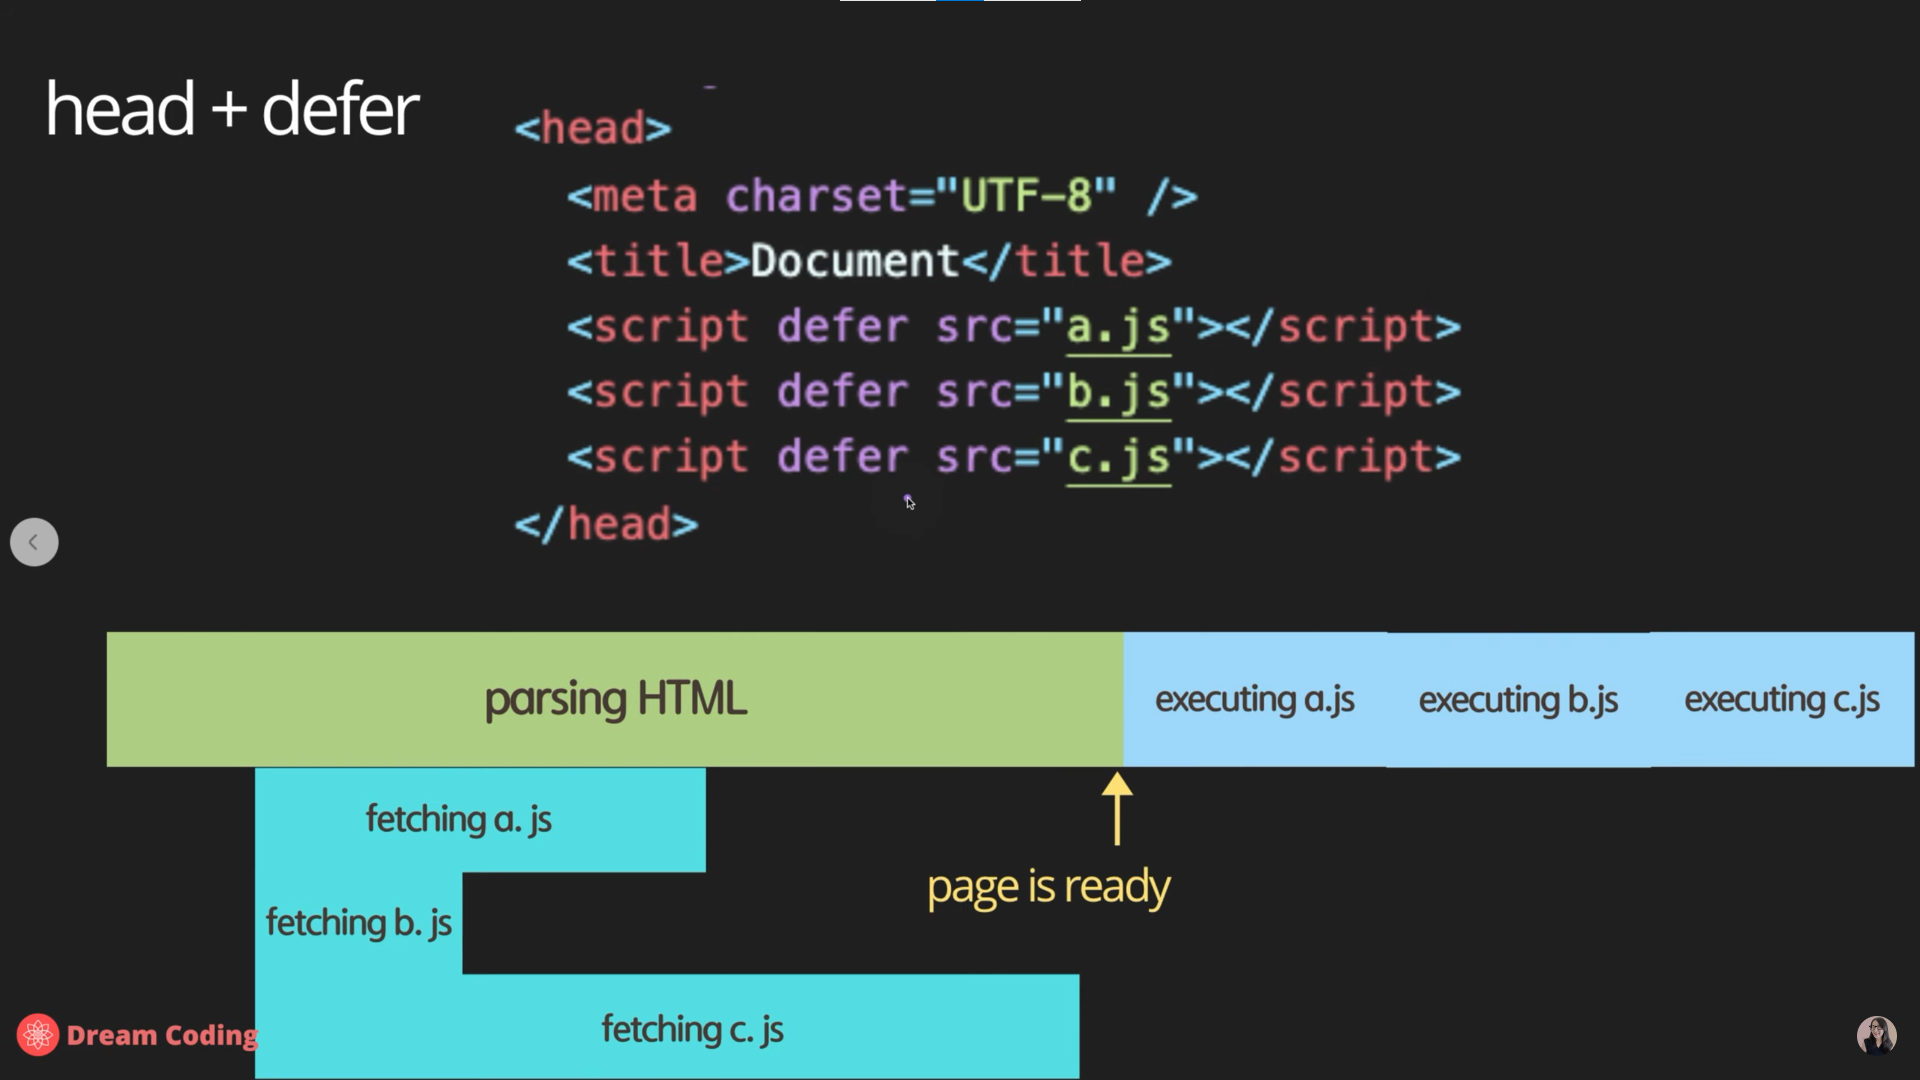 head + defer
<head>
<meta charset="UTF-8" />
<title>Document</title>
<script defer src="a.js"></script>
<script defer src="b.js"></script>
<script defer src="c.js"></script>
</head>
parsing HTML
executing a.js
executing b.js
executing c.js
fetching a. js
page is ready
fetching b. js
fetching c. js
Dream Coding